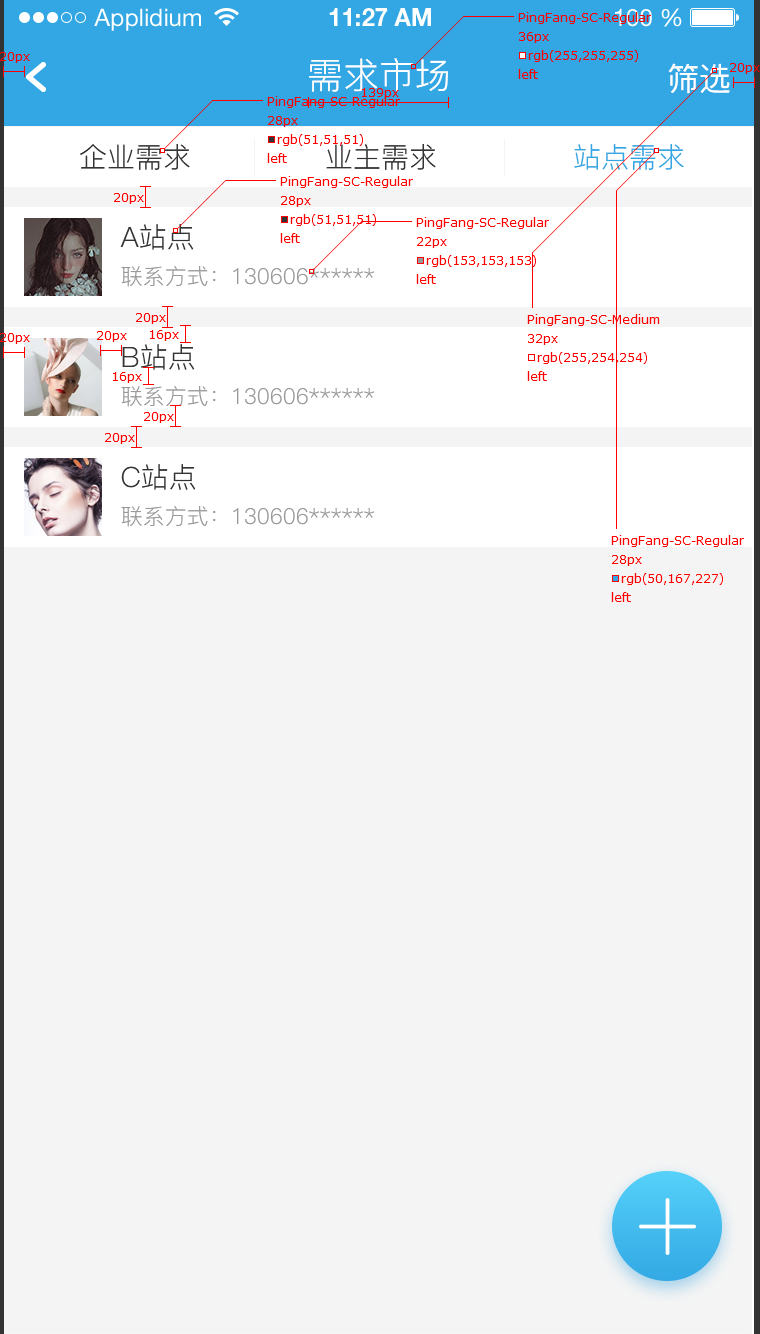 Applidium 11:27 AM 100 %
PingFang-SC-Regular
36px
rgb(255,255,255)
left
20px
需求市场
筛选
20px
139px
PingFang-SC-Regular
28px
rgb(51,51,51)
left
企业需求
业主需求
站点需求
20px
PingFang-SC-Regular
28px
rgb(51,51,51)
left
A站点
联系方式：130606******
PingFang-SC-Regular
22px
rgb(153,153,153)
left
20px
16px
20px
20px
B站点
16px
联系方式：130606******
20px
20px
PingFang-SC-Medium
32px
rgb(255,254,254)
left
C站点
联系方式：130606******
PingFang-SC-Regular
28px
rgb(50,167,227)
left